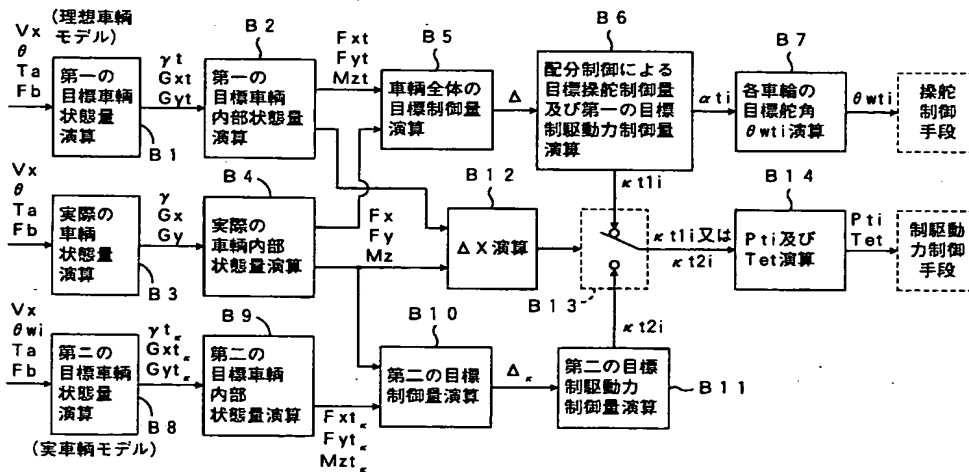 (理想車輌
モデル)
Vx
θ
Ta
Fb
第一の
目標車輌
状態量
演算
B1
γt
Gxt
Gyt
B2
第一の
目標車輌
内部状態量
演算
Fxt
Fyt
Mzt
B5
車輌全体の
目標制御量
演算
Δ
B6
配分制御による
目標操舵制御量
及び第一の目標
制駆動力制御量
演算
αti
B7
各車輪の
目標舵角
θwti演算
θwti
操舵
制御
手段
Vx
θ
Ta
Fb
実際の
車輌
状態量
演算
B3
γ
Gx
Gy
B4
実際の
車輌内部
状態量演算
Fx
Fy
Mz
B12
ΔX演算
κt1i
B13
κt1i又は
κt2i
B14
Pti及び
Tet演算
Pti
Tet
制駆動
力制御
手段
Vx
θwi
Ta
Fb
第二の
目標車輌
状態量
演算
B8
(実車輌モデル)
γtκ
Gxtκ
Gytκ
B9
第二の
目標車輌
内部
状態量演算
Fxtκ
Fytκ
Mztκ
B10
第二の目標
制御量演算
Δκ
κt2i
第二の目標
制駆動力
制御量演算
B11